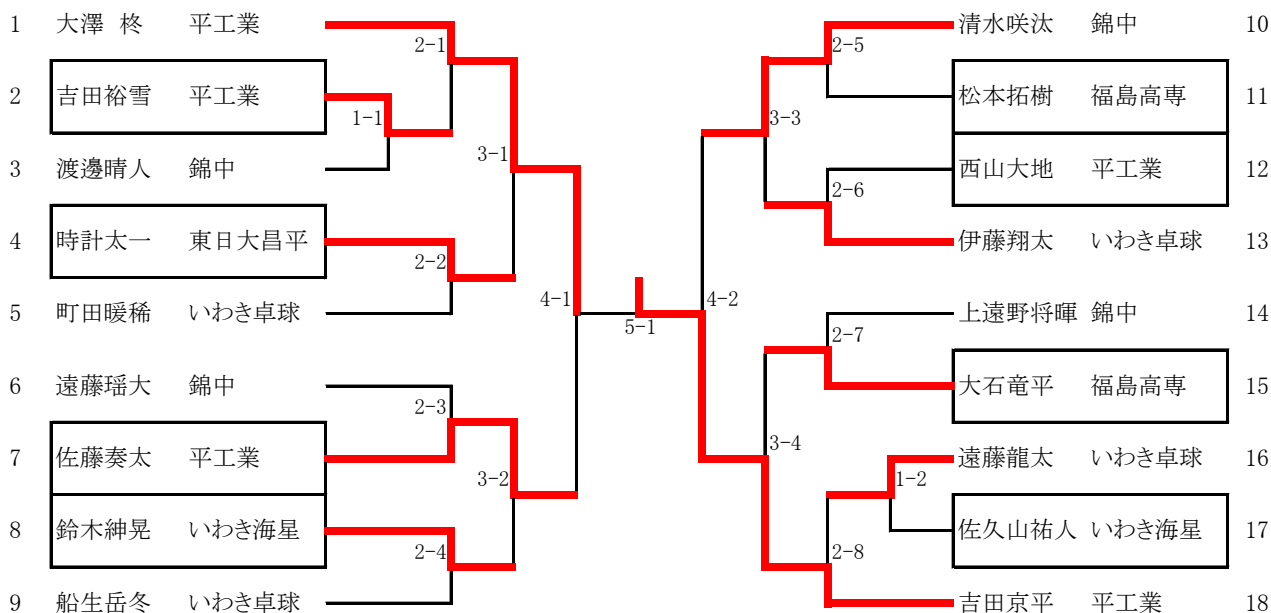 1 大澤 柊 平工業
2-1
2 吉田裕雪 平工業
1-1
3 渡邊晴人 錦中
3-1
4 時計太一 東日大昌平
2-2
5 町田暖稀 いわき卓球
4-1
6 遠藤瑶大 錦中
2-3
7 佐藤奏太 平工業
3-2
8 鈴木紳晃 いわき海星
2-4
9 船生岳冬 いわき卓球
5-1
清水咲汰 錦中 10
2-5
松本拓樹 福島高専 11
3-3
西山大地 平工業 12
2-6
伊藤翔太 いわき卓球 13
4-2
上遠野将暉 錦中 14
2-7
大石竜平 福島高専 15
3-4
遠藤龍太 いわき卓球 16
1-2
佐久山祐人 いわき海星 17
2-8
吉田京平 平工業 18